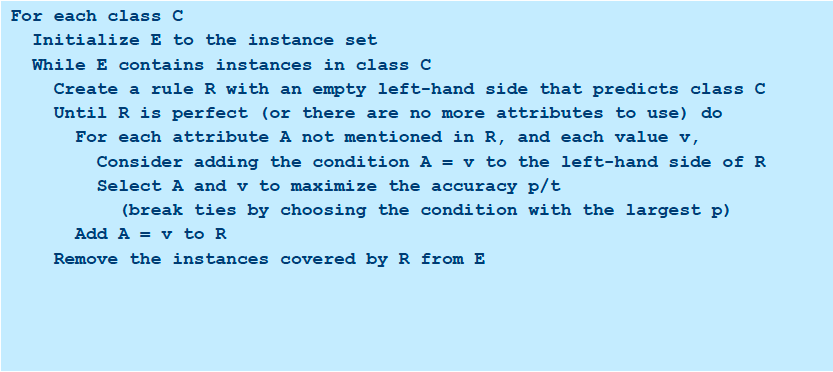 For each class C
Initialize E to the instance set
While E contains instances in class C
Create a rule R with an empty left-hand side that predicts class C
Until R is perfect (or there are no more attributes to use) do
For each attribute A not mentioned in R, and each value v,
Consider adding the condition A = v to the left-hand side of R
Select A and v to maximize the accuracy p/t
(break ties by choosing the condition with the largest p)
Add A = v to R
Remove the instances covered by R from E